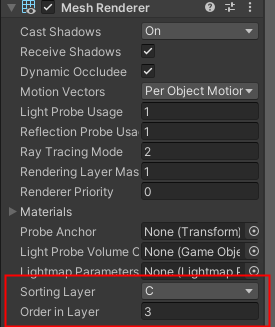 Mesh Renderer
Cast Shadows On
Receive Shadows
Dynamic Occludee
Motion Vectors Per Object Motion
Light Probe Usage 1
Reflection Probe Usa 1
Ray Tracing Mode 2
Rendering Layer Mas 1
Renderer Priority 0
Materials
Probe Anchor None (Transform)
Light Probe Volume O None (Game Obje
Lightmap Parameters None (Lightmap P
Sorting Layer C
Order in Layer 3